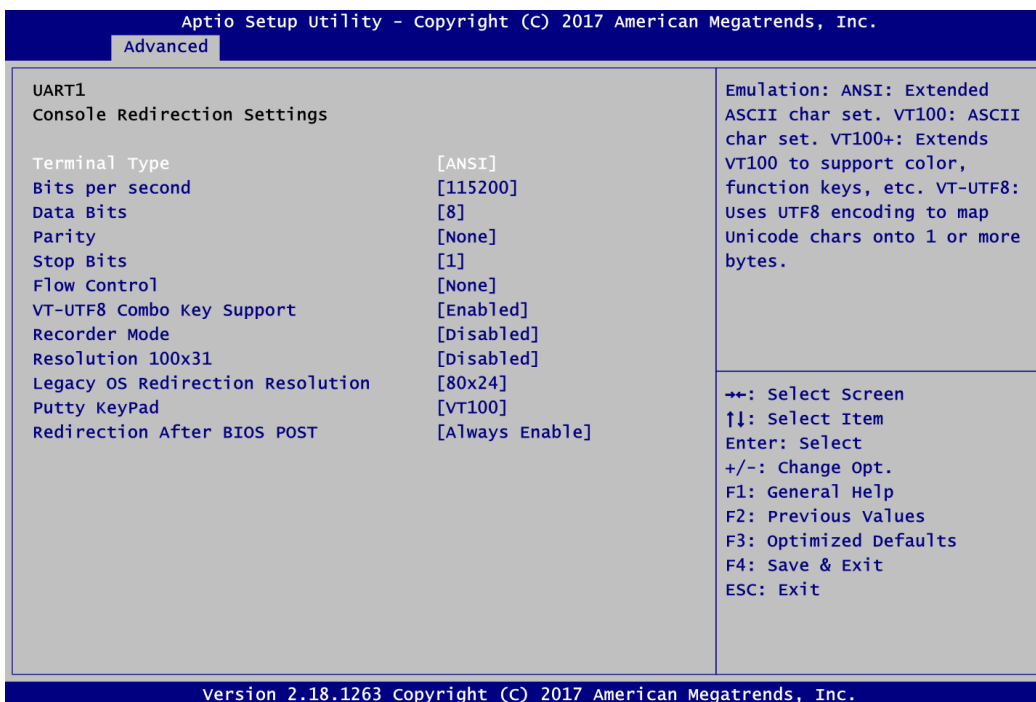 Aptio Setup Utility - Copyright (C) 2017 American Megatrends, Inc.
Advanced
UART1
Console Redirection Settings
Terminal Type [ANSI]
Bits per second [115200]
Data Bits [8]
Parity [None]
Stop Bits [1]
Flow Control [None]
VT-UTF8 Combo Key Support [Enabled]
Recorder Mode [Disabled]
Resolution 100x31 [Disabled]
Legacy OS Redirection Resolution [80x24]
Putty KeyPad [VT100]
Redirection After BIOS POST [Always Enable]
Emulation: ANSI: Extended
ASCII char set. VT100: ASCII
char set. VT100+: Extends
VT100 to support color,
function keys, etc. VT-UTF8:
Uses UTF8 encoding to map
Unicode chars onto 1 or more
bytes.
→←: Select Screen
↑↓: Select Item
Enter: Select
+/-: Change Opt.
F1: General Help
F2: Previous Values
F3: Optimized Defaults
F4: Save & Exit
ESC: Exit
Version 2.18.1263 Copyright (C) 2017 American Megatrends, Inc.